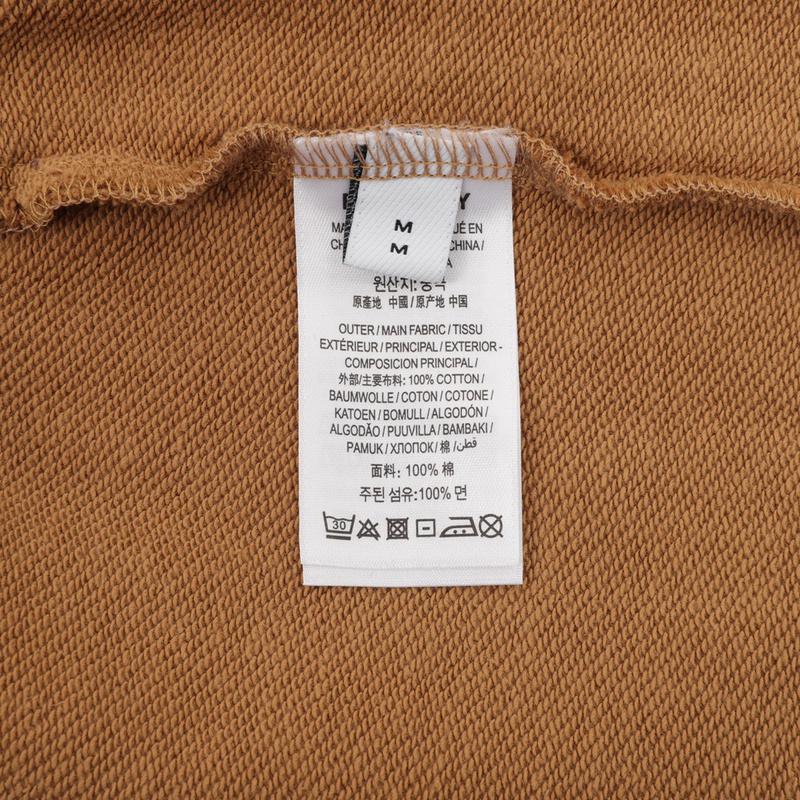 M
M
CHINA /
원산지: 중국
原產地 中國 / 原产地 中国
OUTER / MAIN FABRIC / TISSU
EXTÉRIEUR / PRINCIPAL / EXTERIOR -
COMPOSICION PRINCIPAL /
外部/主要布料: 100% COTTON /
BAUMWOLLE / COTON / COTONE /
KATOEN / BOMULL / ALGODÓN /
ALGODÃO / PUUVILLA / BAMBAKI /
PAMUK / ХЛОПОК / 棉 / قطن
面料: 100% 棉
주된 섬유:100% 면
30